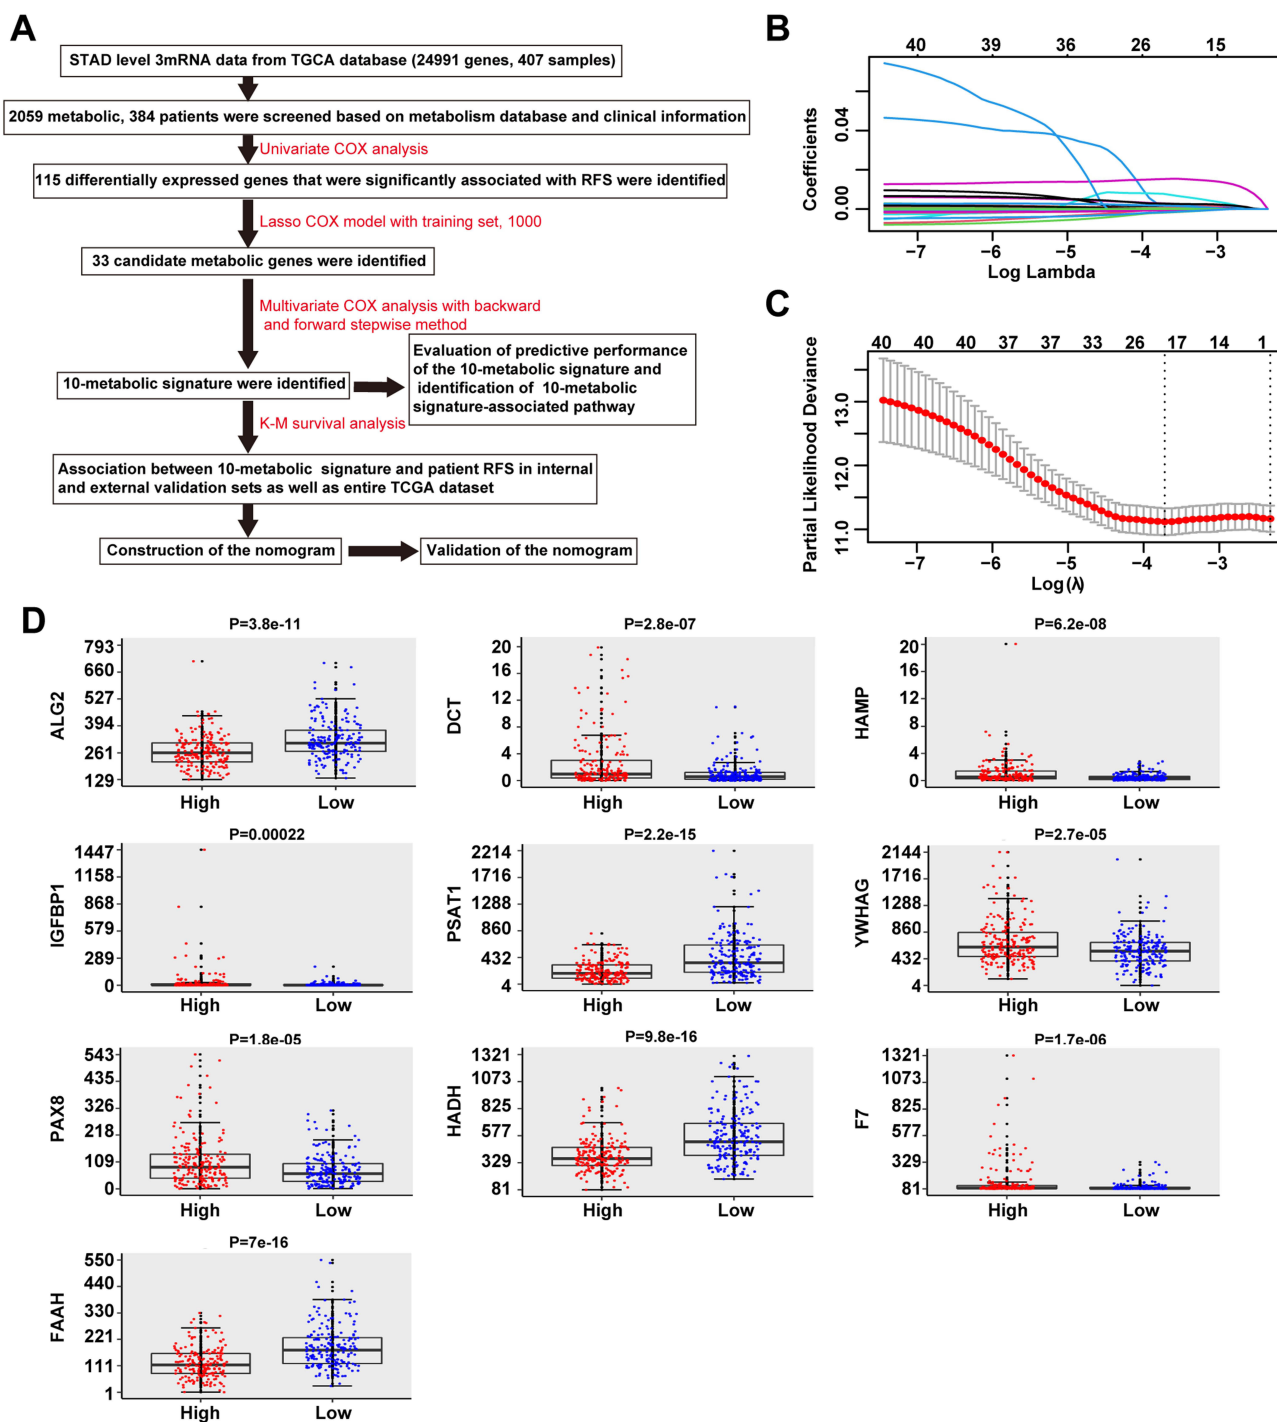 A
STAD level 3mRNA data from TGCA database (24991 genes, 407 samples)
2059 metabolic, 384 patients were screened based on metabolism database and clinical information
Univariate COX analysis
115 differentially expressed genes that were significantly associated with RFS were identified
Lasso COX model with training set, 1000
33 candidate metabolic genes were identified
Multivariate COX analysis with backward
and forward stepwise method
10-metabolic signature were identified
Evaluation of predictive performance
of the 10-metabolic signature and
identification of 10-metabolic
signature-associated pathway
K-M survival analysis
Association between 10-metabolic signature and patient RFS in internal
and external validation sets as well as entire TCGA dataset
Construction of the nomogram
Validation of the nomogram
B
40 39 36 26 15
Coefficients
0.04
0.00
−7 −6 −5 −4 −3
Log Lambda
C
40 40 40 37 37 33 26 17 14 1
Partial Likelihood Deviance
13.0
12.0
11.0
−7 −6 −5 −4 −3
Log(λ)
D
P=3.8e-11
ALG2
793
660
527
394
261
129
High Low
P=2.8e-07
DCT
20
16
12
8
4
0
High Low
P=6.2e-08
HAMP
20
16
12
8
4
0
High Low
P=0.00022
IGFBP1
1447
1158
868
579
289
0
High Low
P=2.2e-15
PSAT1
2214
1288
860
432
4
High Low
P=2.7e-05
YWHAG
2144
1716
1288
860
432
4
High Low
P=1.8e-05
PAX8
543
435
326
218
109
0
High Low
P=9.8e-16
HADH
1321
1073
825
577
329
81
High Low
P=1.7e-06
F7
1321
1073
825
577
329
81
High Low
P=7e-16
FAAH
550
440
330
221
111
1
High Low